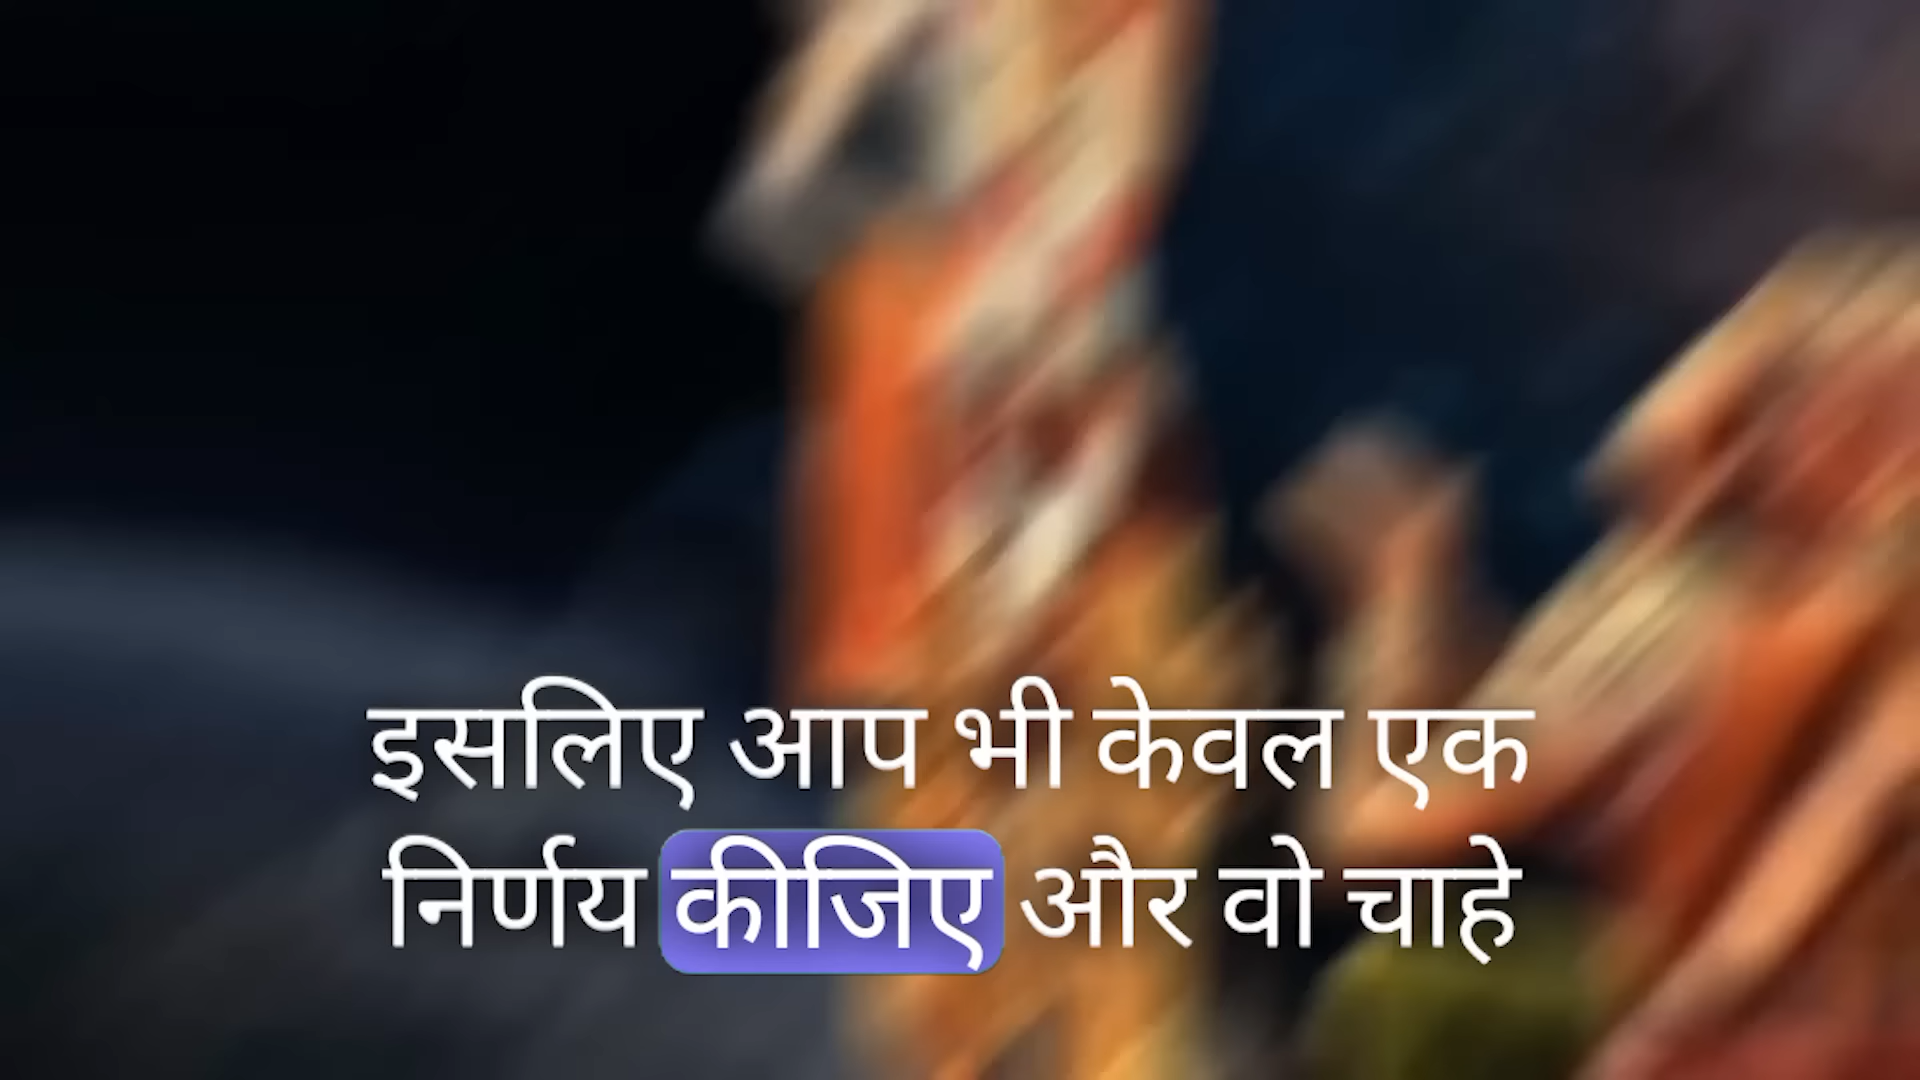 इसलिए आप भी केवल एक
निर्णय कीजिए और वो चाहे